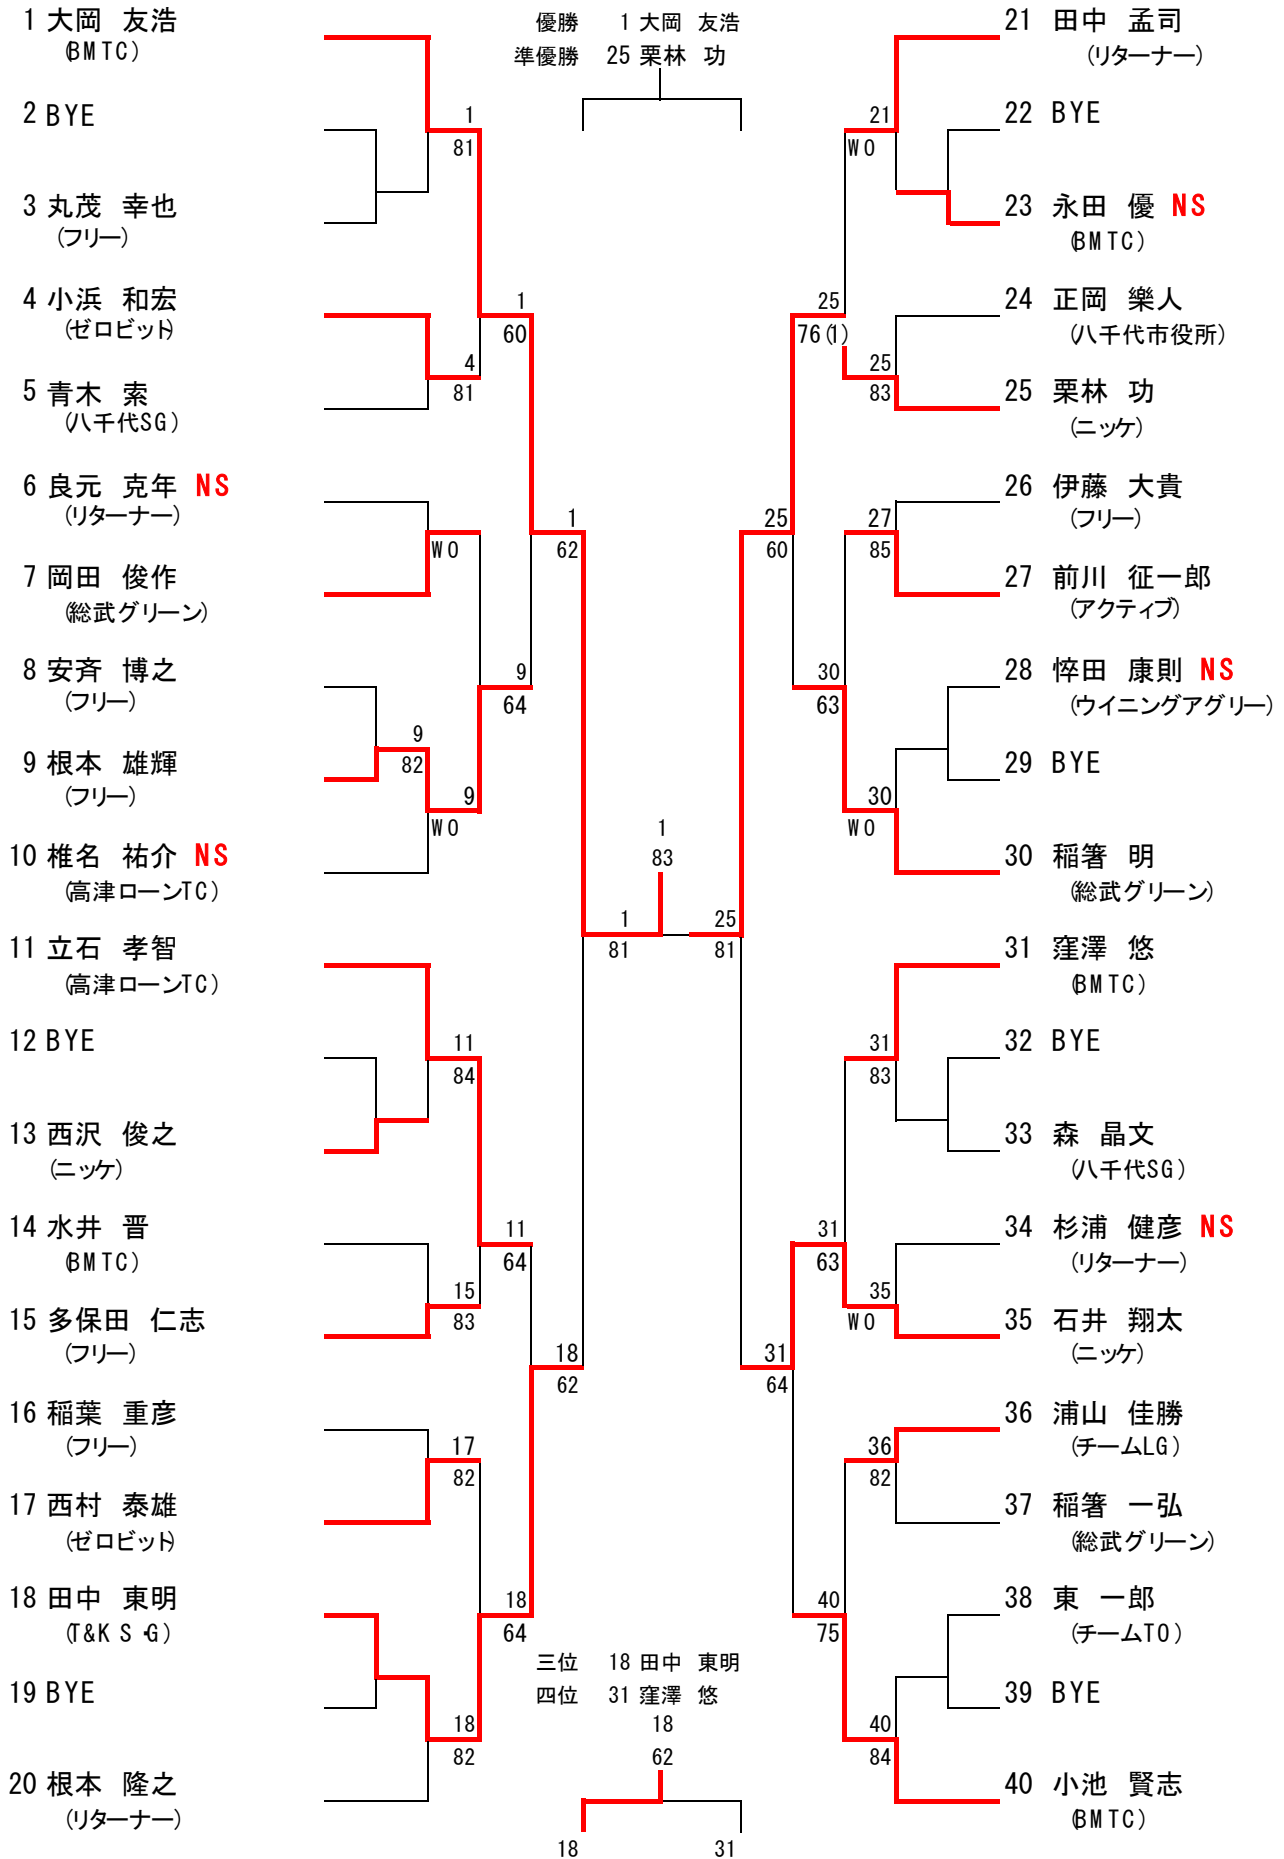 優勝 1 大岡 友浩
準優勝 25 栗林 功
1 大岡 友浩
(BMTC)
2 BYE
3 丸茂 幸也
(フリー)
4 小浜 和宏
(ゼロビット)
5 青木 索
(八千代SG)
6 良元 克年 NS
(リターナー)
7 岡田 俊作
(総武グリーン)
8 安斉 博之
(フリー)
9 根本 雄輝
(フリー)
10 椎名 祐介 NS
(高津ローンTC)
11 立石 孝智
(高津ローンTC)
12 BYE
13 西沢 俊之
(ニッケ)
14 水井 晋
(BMTC)
15 多保田 仁志
(フリー)
16 稲葉 重彦
(フリー)
17 西村 泰雄
(ゼロビット)
18 田中 東明
(T&K S・G)
19 BYE
20 根本 隆之
(リターナー)
1
81
4
81
WO
9
82
9
WO
11
84
15
83
17
82
18
82
1
60
9
64
11
64
18
64
1
62
18
62
1
81
1
83
25
81
25
60
31
64
25
76(1)
30
63
31
63
40
75
21
WO
25
83
27
85
30
WO
31
83
35
WO
36
82
40
84
21 田中 孟司
(リターナー)
22 BYE
23 永田 優 NS
(BMTC)
24 正岡 樂人
(八千代市役所)
25 栗林 功
(ニッケ)
26 伊藤 大貴
(フリー)
27 前川 征一郎
(アクティブ)
28 悴田 康則 NS
(ウイニングアグリー)
29 BYE
30 稲箸 明
(総武グリーン)
31 窪澤 悠
(BMTC)
32 BYE
33 森 晶文
(八千代SG)
34 杉浦 健彦 NS
(リターナー)
35 石井 翔太
(ニッケ)
36 浦山 佳勝
(チームLG)
37 稲箸 一弘
(総武グリーン)
38 東 一郎
(チームTO)
39 BYE
40 小池 賢志
(BMTC)
三位 18 田中 東明
四位 31 窪澤 悠
18
62
18 31